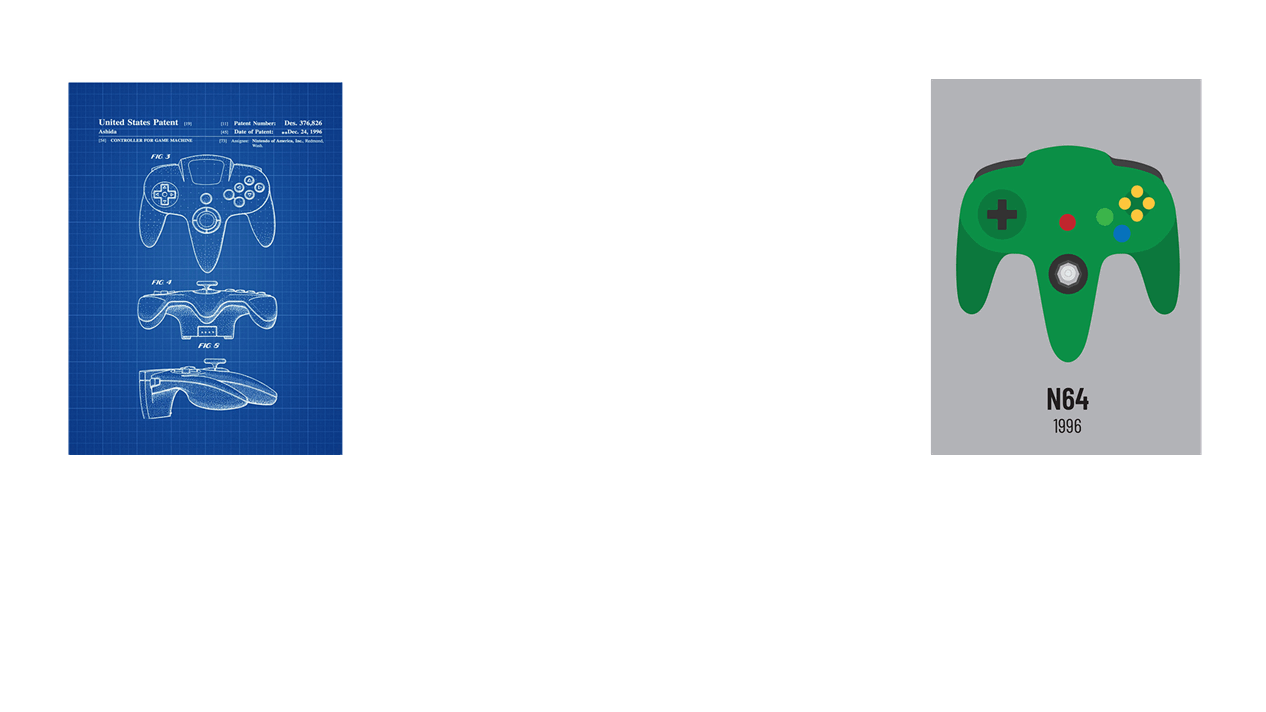 United States Patent [19]
Ashida
[11] Patent Number: Des. 376,826
[45] Date of Patent: **Dec. 24, 1996
[54] CONTROLLER FOR GAME MACHINE
[73] Assignee: Nintendo of America, Inc., Redmond,
Wash.
FIG. 3
FIG. 4
FIG. 5
N64
1996